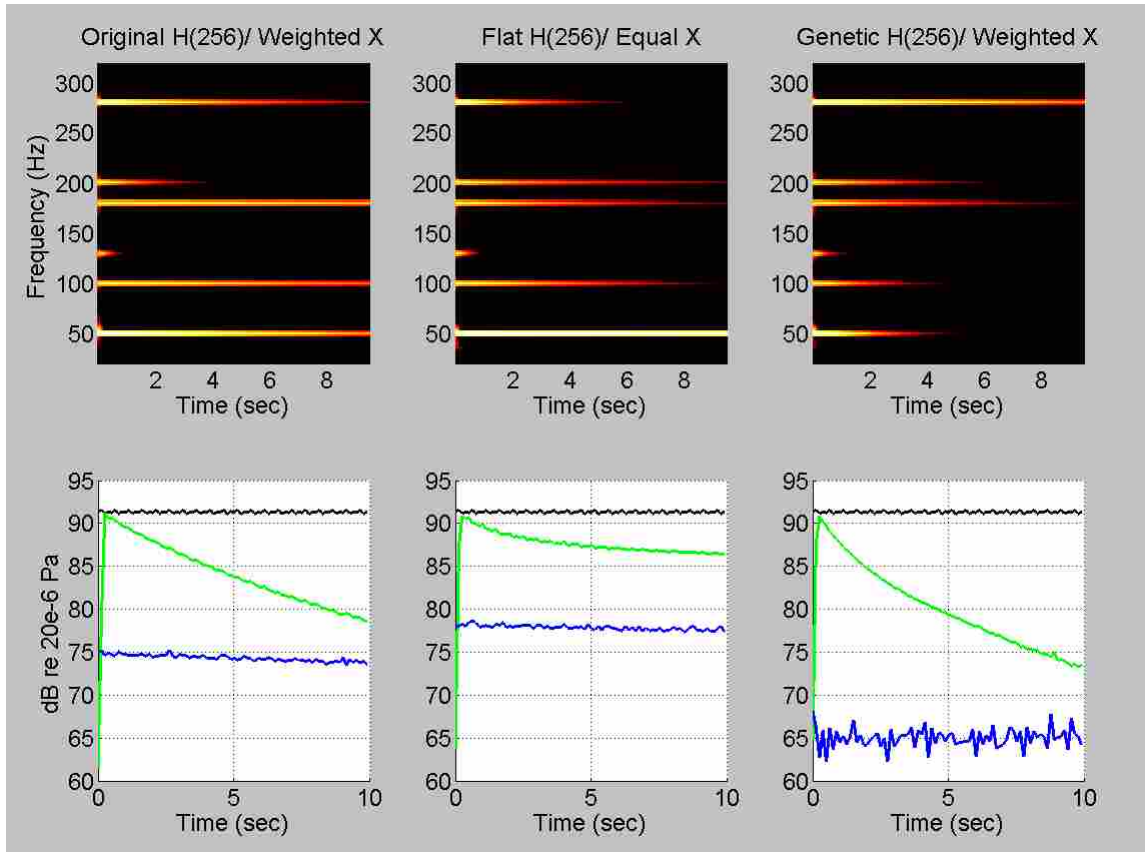 Original H(256)/ Weighted X
Flat H(256)/ Equal X
Genetic H(256)/ Weighted X
Frequency (Hz)
300
250
200
150
100
50
2 4 6 8
Time (sec)
300
250
200
150
100
50
2 4 6 8
Time (sec)
300
250
200
150
100
50
2 4 6 8
Time (sec)
dB re 20e-6 Pa
95
90
85
80
75
70
65
60
0 5 10
Time (sec)
95
90
85
80
75
70
65
60
0 5 10
Time (sec)
95
90
85
80
75
70
65
60
0 5 10
Time (sec)